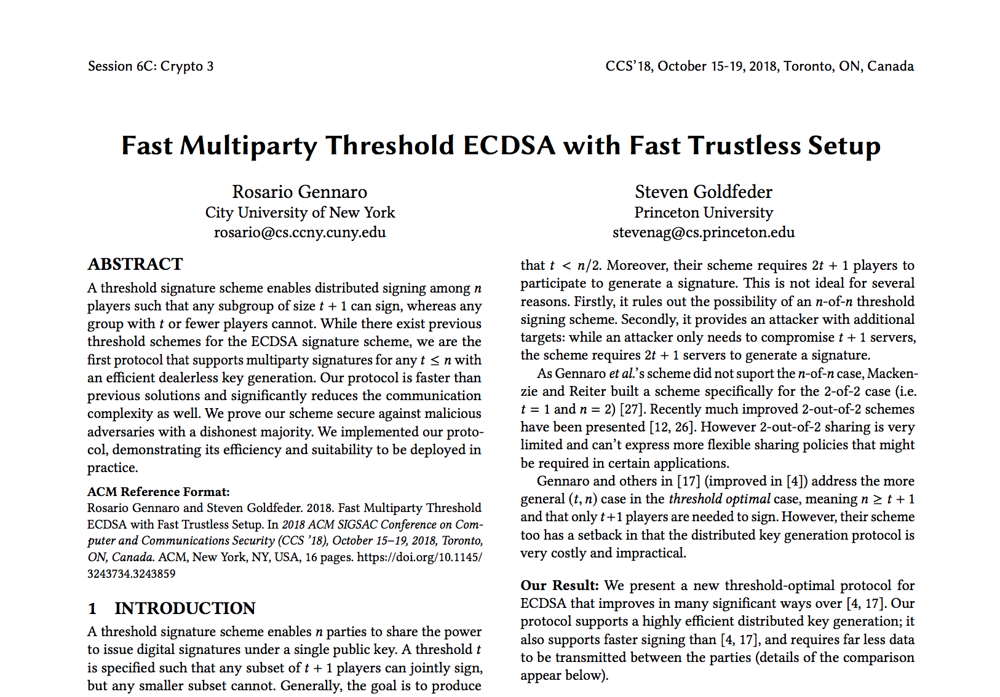 Session 6C: Crypto 3
CCS'18, October 15-19, 2018, Toronto, ON, Canada
Fast Multiparty Threshold ECDSA with Fast Trustless Setup
Rosario Gennaro
City University of New York
rosario@cs.ccny.cuny.edu
Steven Goldfeder
Princeton University
stevenag@cs.princeton.edu
ABSTRACT
A threshold signature scheme enables distributed signing among n
players such that any subgroup of size t + 1 can sign, whereas any
group with t or fewer players cannot. While there exist previous
threshold schemes for the ECDSA signature scheme, we are the
first protocol that supports multiparty signatures for any t ≤ n with
an efficient dealerless key generation. Our protocol is faster than
previous solutions and significantly reduces the communication
complexity as well. We prove our scheme secure against malicious
adversaries with a dishonest majority. We implemented our proto-
col, demonstrating its efficiency and suitability to be deployed in
practice.
ACM Reference Format:
Rosario Gennaro and Steven Goldfeder. 2018. Fast Multiparty Threshold
ECDSA with Fast Trustless Setup. In 2018 ACM SIGSAC Conference on Com-
puter and Communications Security (CCS '18), October 15–19, 2018, Toronto,
ON, Canada. ACM, New York, NY, USA, 16 pages. https://doi.org/10.1145/
3243734.3243859
1 INTRODUCTION
A threshold signature scheme enables n parties to share the power
to issue digital signatures under a single public key. A threshold t
is specified such that any subset of t + 1 players can jointly sign,
but any smaller subset cannot. Generally, the goal is to produce
that t < n/2. Moreover, their scheme requires 2t + 1 players to
participate to generate a signature. This is not ideal for several
reasons. Firstly, it rules out the possibility of an n-of-n threshold
signing scheme. Secondly, it provides an attacker with additional
targets: while an attacker only needs to compromise t + 1 servers,
the scheme requires 2t + 1 servers to generate a signature.
As Gennaro et al.'s scheme did not suport the n-of-n case, Macken-
zie and Reiter built a scheme specifically for the 2-of-2 case (i.e.
t = 1 and n = 2) [27]. Recently much improved 2-out-of-2 schemes
have been presented [12, 26]. However 2-out-of-2 sharing is very
limited and can't express more flexible sharing policies that might
be required in certain applications.
Gennaro and others in [17] (improved in [4]) address the more
general (t, n) case in the threshold optimal case, meaning n ≥ t + 1
and that only t+1 players are needed to sign. However, their scheme
too has a setback in that the distributed key generation protocol is
very costly and impractical.
Our Result: We present a new threshold-optimal protocol for
ECDSA that improves in many significant ways over [4, 17]. Our
protocol supports a highly efficient distributed key generation; it
also supports faster signing than [4, 17], and requires far less data
to be transmitted between the parties (details of the comparison
appear below).